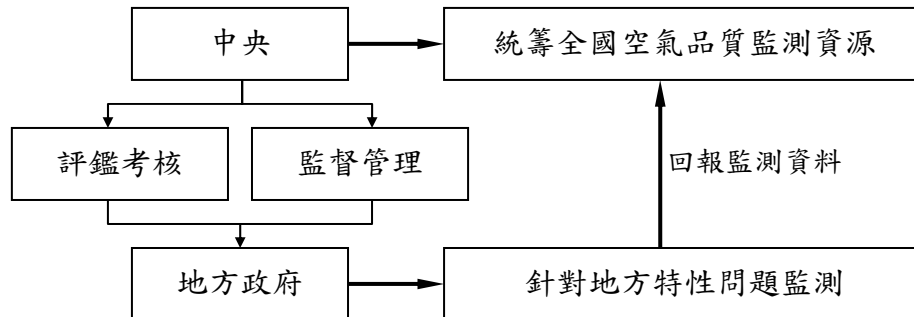 中央
統籌全國空氣品質監測資源
評鑑考核
監督管理
回報監測資料
地方政府
針對地方特性問題監測